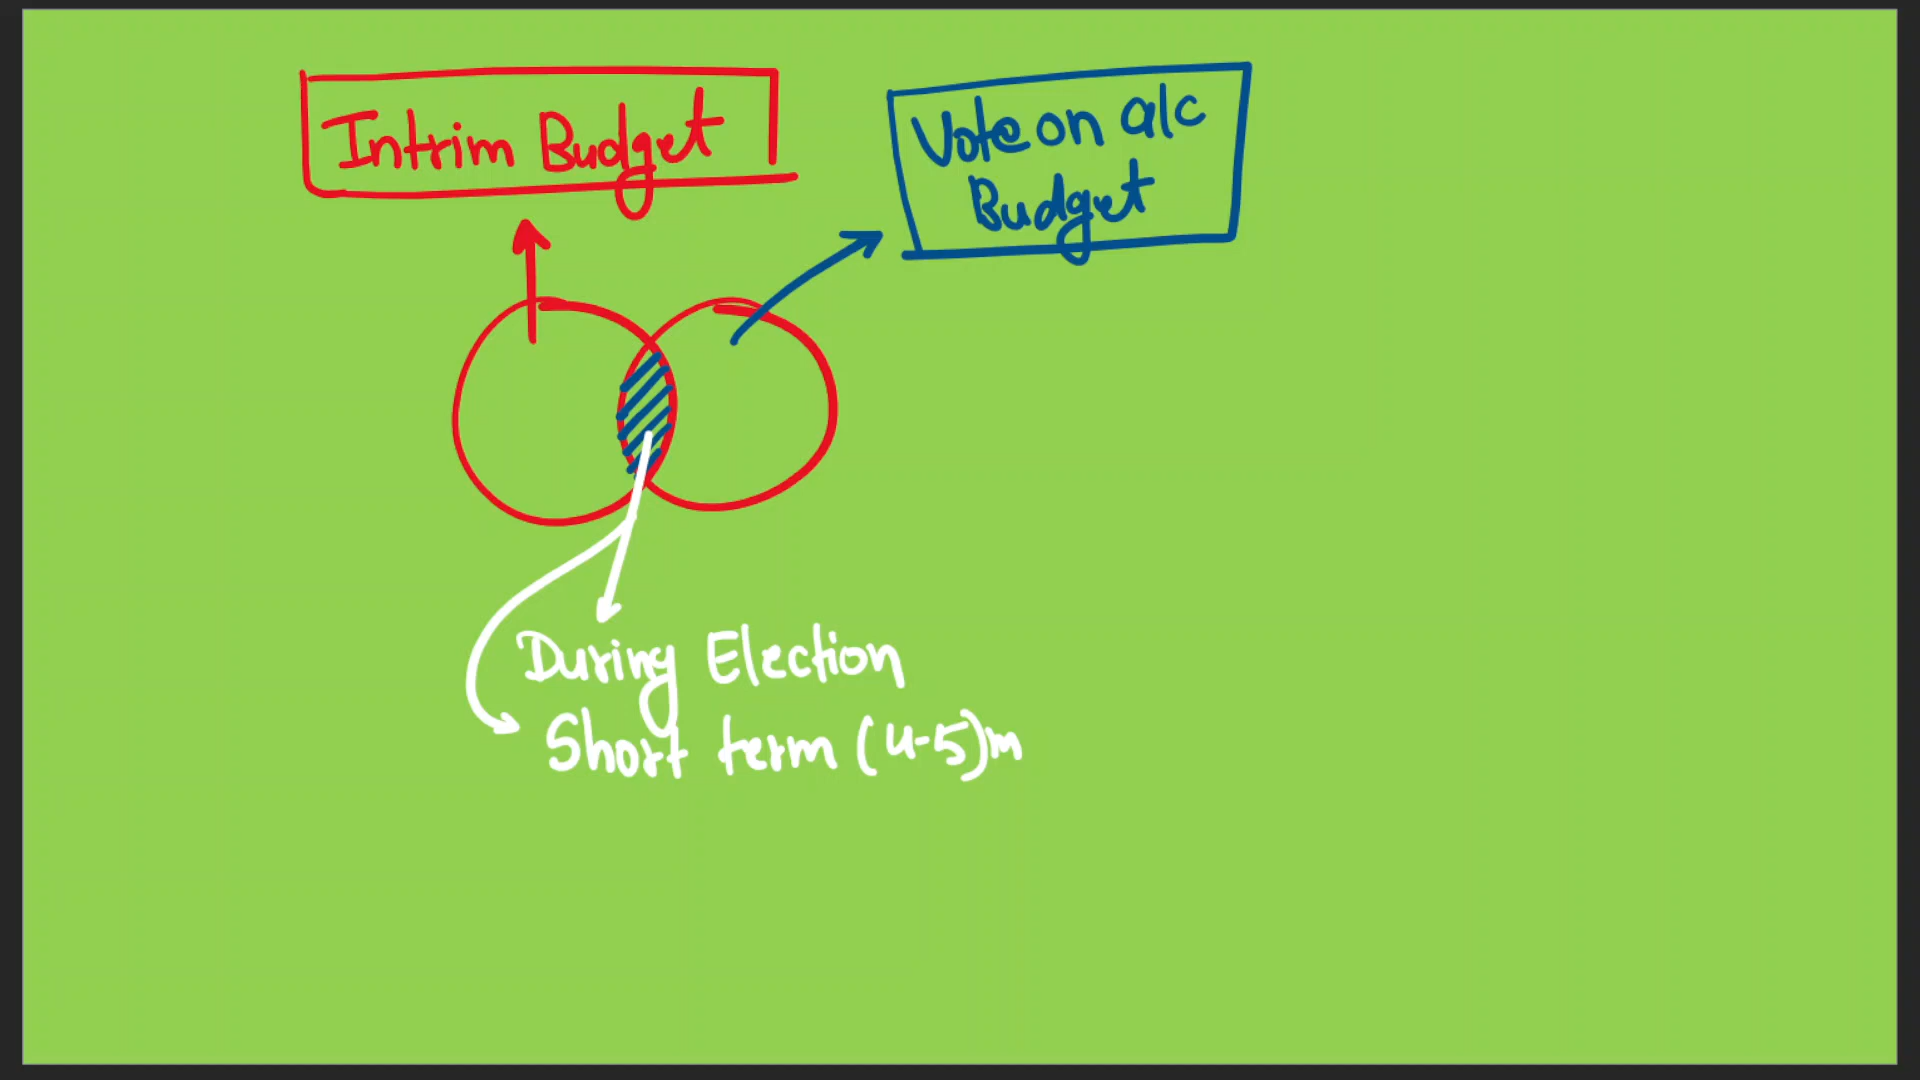 Intrim Budget
Vote on a/c
Budget
During Election
Short term (4-5)m